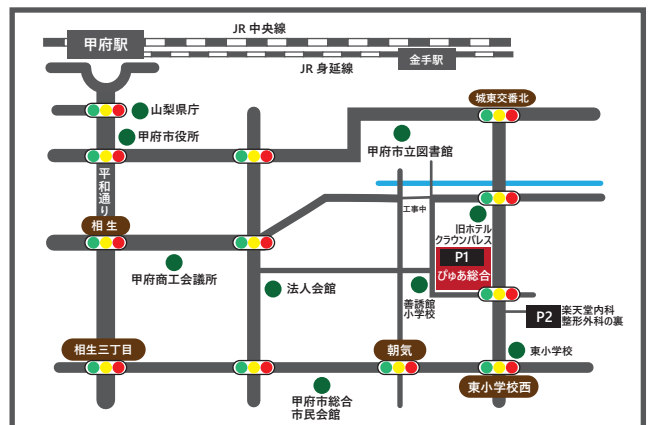 JR 中央線
甲府駅
金手駅
JR 身延線
城東交番北
山梨県庁
甲府市役所
甲府市立図書館
平和通り
工事中
相生
旧ホテル
クラウンパレス
P1
ぴゅあ総合
甲府商工会議所
法人会館
善誘館
小学校
P2
楽天堂内科
整形外科の裏
相生三丁目
朝気
東小学校
東小学校西
甲府市総合
市民会館